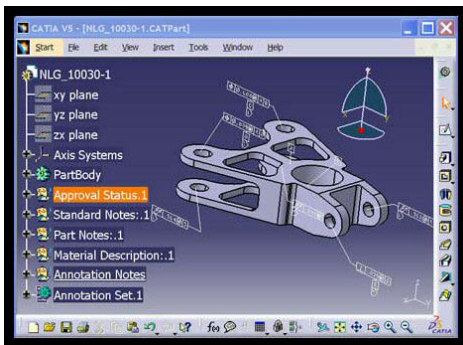 CATIA V5 - [NLG_10030-1.CATPart]
Start File Edit View Insert Tools Window Help
NLG_10030-1
xy plane
yz plane
zx plane
Axis Systems
PartBody
Approval Status.1
Standard Notes:.1
Part Notes:.1
Material Description:.1
Annotation Notes
Annotation Set.1
CATIA